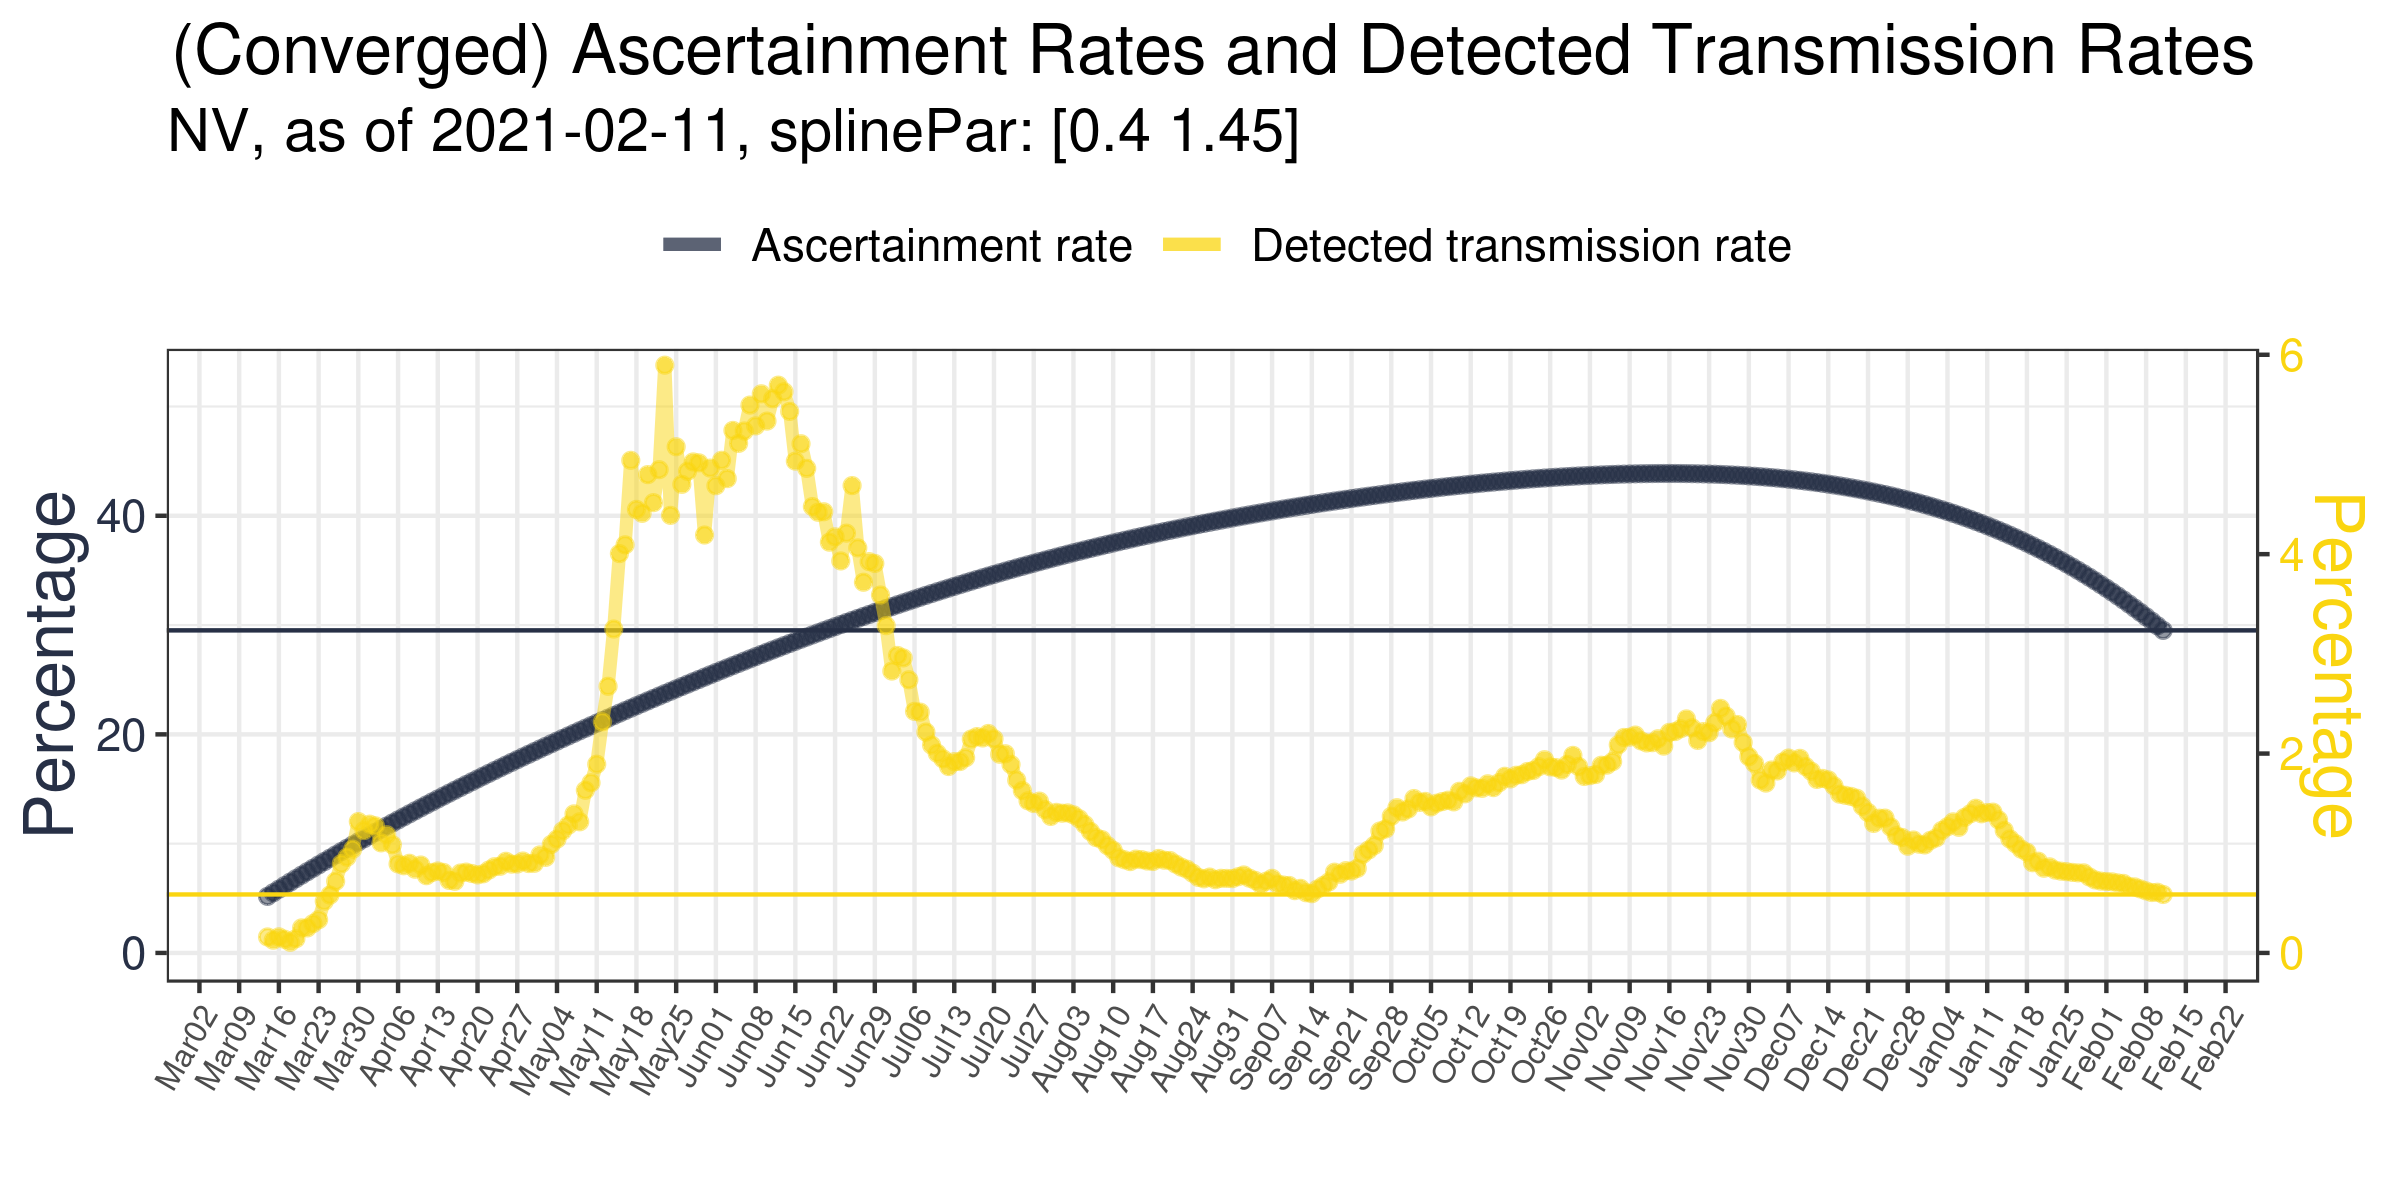 (Converged) Ascertainment Rates and Detected Transmission Rates
NV, as of 2021-02-11, splinePar: [0.4 1.45]
Ascertainment rate
Detected transmission rate
Percentage
40
20
0
6
4
2
0
Percentage
Mar02
Mar09
Mar16
Mar23
Mar30
Apr06
Apr13
Apr20
Apr27
May04
May11
May18
May25
Jun01
Jun08
Jun15
Jun22
Jun29
Jul06
Jul13
Jul20
Jul27
Aug03
Aug10
Aug17
Aug24
Aug31
Sep07
Sep14
Sep21
Sep28
Oct05
Oct12
Oct19
Oct26
Nov02
Nov09
Nov16
Nov23
Nov30
Dec07
Dec14
Dec21
Dec28
Jan04
Jan11
Jan18
Jan25
Feb01
Feb08
Feb15
Feb22